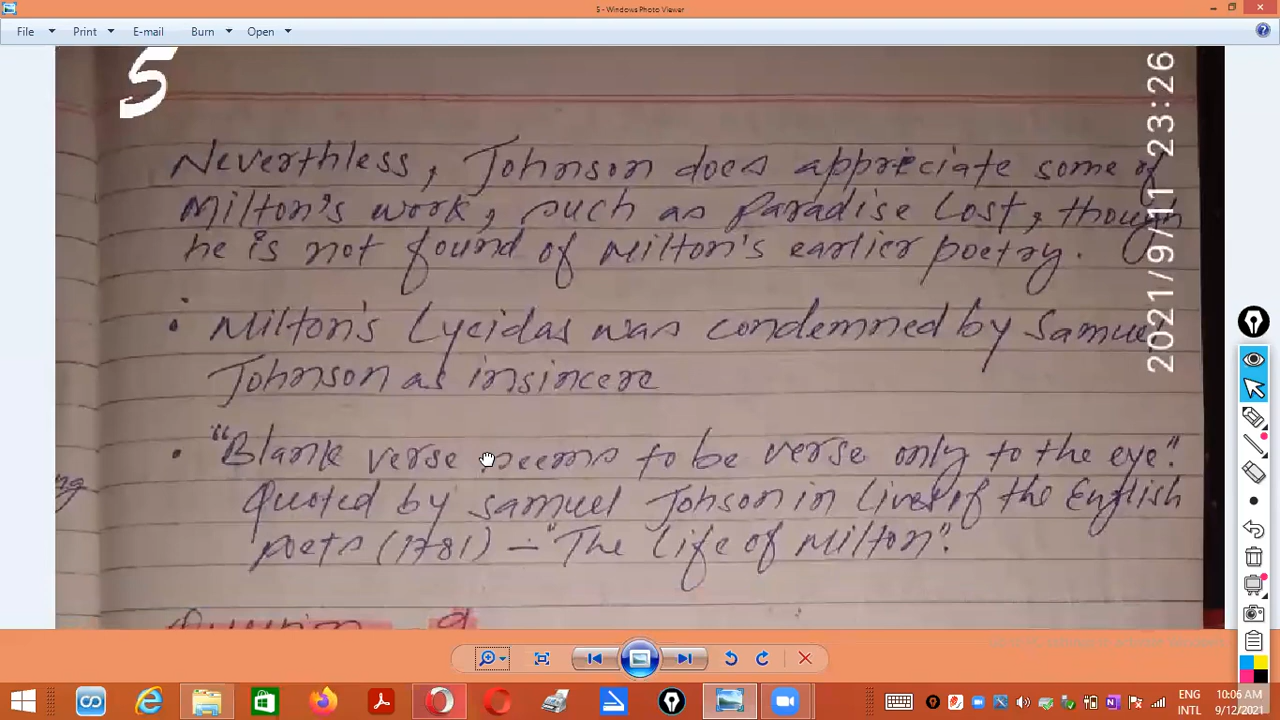 5 - Windows Photo Viewer
File Print E-mail Burn Open
5
2021/9/11 23:26
Neverthless, Johnson does appreciate some of
Milton's work, such as Paradise Lost, though
he is not found of Milton's earlier poetry.
• Milton's Lycidas was condemned by Samuel
Johnson as insincere
• "Blank verse seems to be verse only to the eye".
Quoted by Samuel Johson in Lives of the English
poets (1781) – "The Life of Milton".
ng
Question 9
ENG
INTL
10:06 AM
9/12/2021